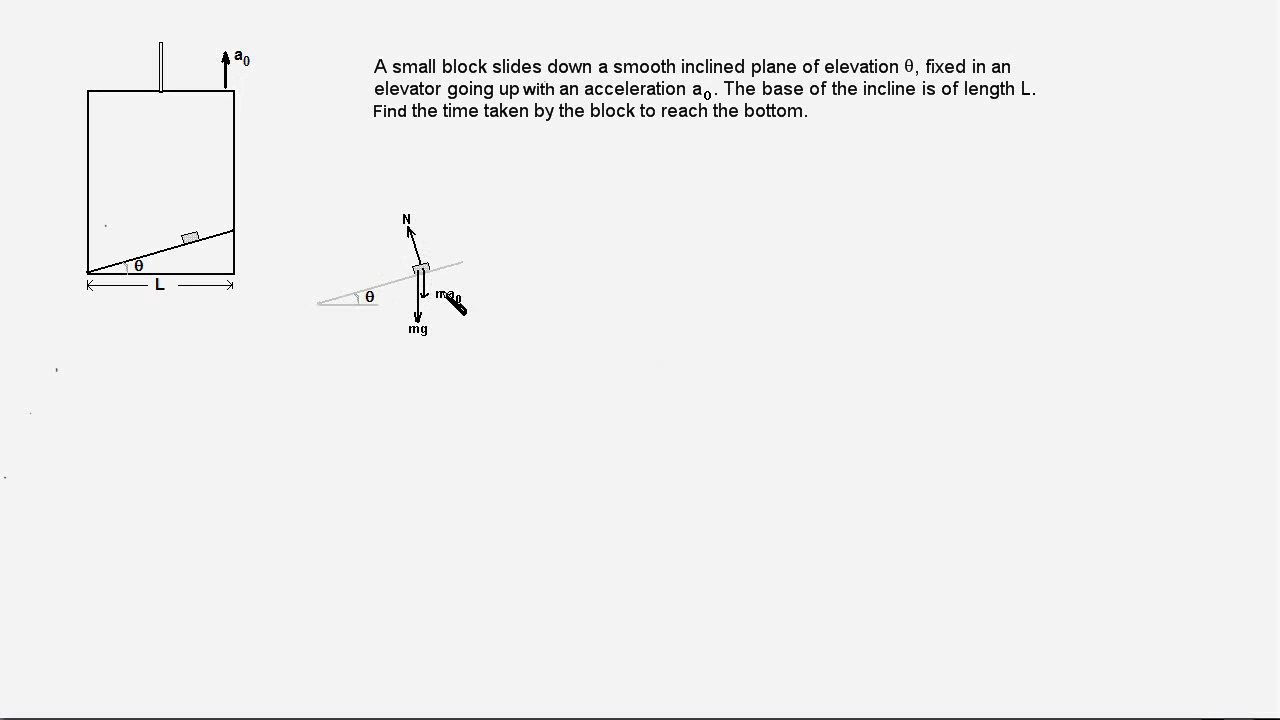 a₀
A small block slides down a smooth inclined plane of elevation θ, fixed in an
elevator going up with an acceleration a₀. The base of the incline is of length L.
Find the time taken by the block to reach the bottom.
N
θ
L
θ
ma₀
mg